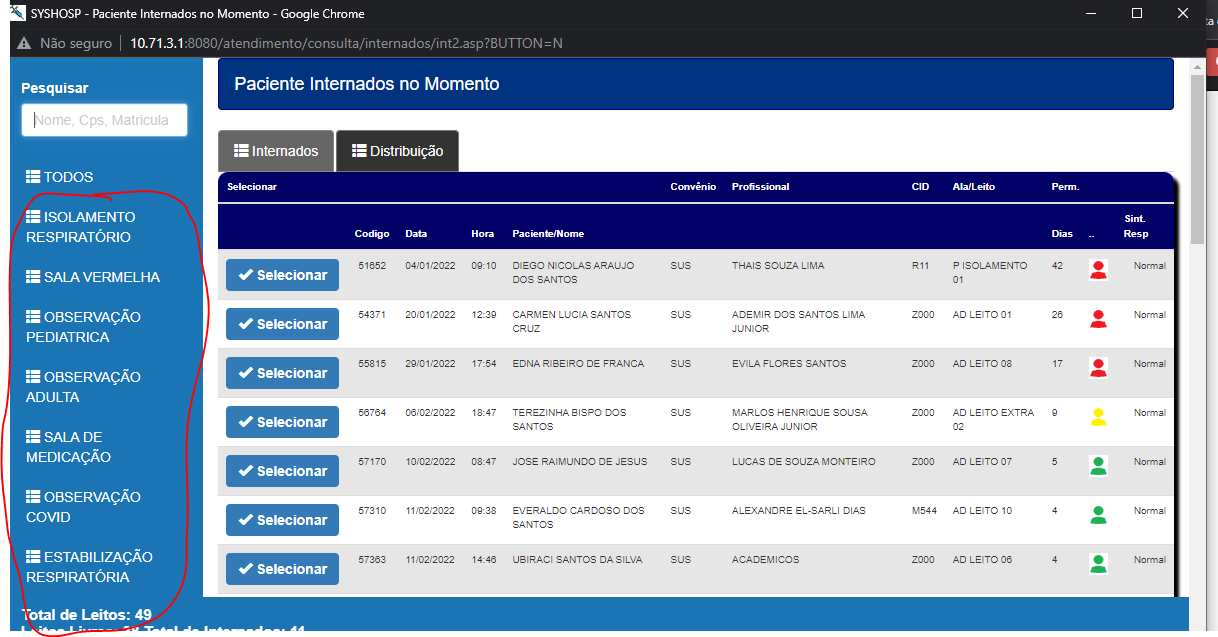 SYSHOSP - Paciente Internados no Momento - Google Chrome
Não seguro | 10.71.3.1:8080/atendimento/consulta/internados/int2.asp?BUTTON=N
Pesquisar
Nome, Cps, Matricula
TODOS
ISOLAMENTO
RESPIRATÓRIO
SALA VERMELHA
OBSERVAÇÃO
PEDIATRICA
OBSERVAÇÃO
ADULTA
SALA DE
MEDICAÇÃO
OBSERVAÇÃO
COVID
ESTABILIZAÇÃO
RESPIRATÓRIA
Total de Leitos: 49
Total de Internados: 11
Paciente Internados no Momento
Internados Distribuição
Selecionar Convênio Profissional CID Ala/Leito Perm.
Sint.
Codigo Data Hora Paciente/Nome Dias .. Resp
Selecionar 51652 04/01/2022 09:10 DIEGO NICOLAS ARAUJO SUS THAIS SOUZA LIMA R11 P ISOLAMENTO 42 Normal
DOS SANTOS 01
Selecionar 54371 20/01/2022 12:39 CARMEN LUCIA SANTOS SUS ADEMIR DOS SANTOS LIMA Z000 AD LEITO 01 26 Normal
CRUZ JUNIOR
Selecionar 55815 29/01/2022 17:54 EDNA RIBEIRO DE FRANCA SUS EVILA FLORES SANTOS Z000 AD LEITO 08 17 Normal
Selecionar 56764 06/02/2022 18:47 TEREZINHA BISPO DOS SUS MARLOS HENRIQUE SOUSA Z000 AD LEITO EXTRA 9 Normal
SANTOS OLIVEIRA JUNIOR 02
Selecionar 57170 10/02/2022 08:47 JOSE RAIMUNDO DE JESUS SUS LUCAS DE SOUZA MONTEIRO Z000 AD LEITO 07 5 Normal
Selecionar 57310 11/02/2022 09:38 EVERALDO CARDOSO DOS SUS ALEXANDRE EL-SARLI DIAS M544 AD LEITO 10 4 Normal
SANTOS
Selecionar 57363 11/02/2022 14:46 UBIRACI SANTOS DA SILVA SUS ACADEMICOS Z000 AD LEITO 06 4 Normal